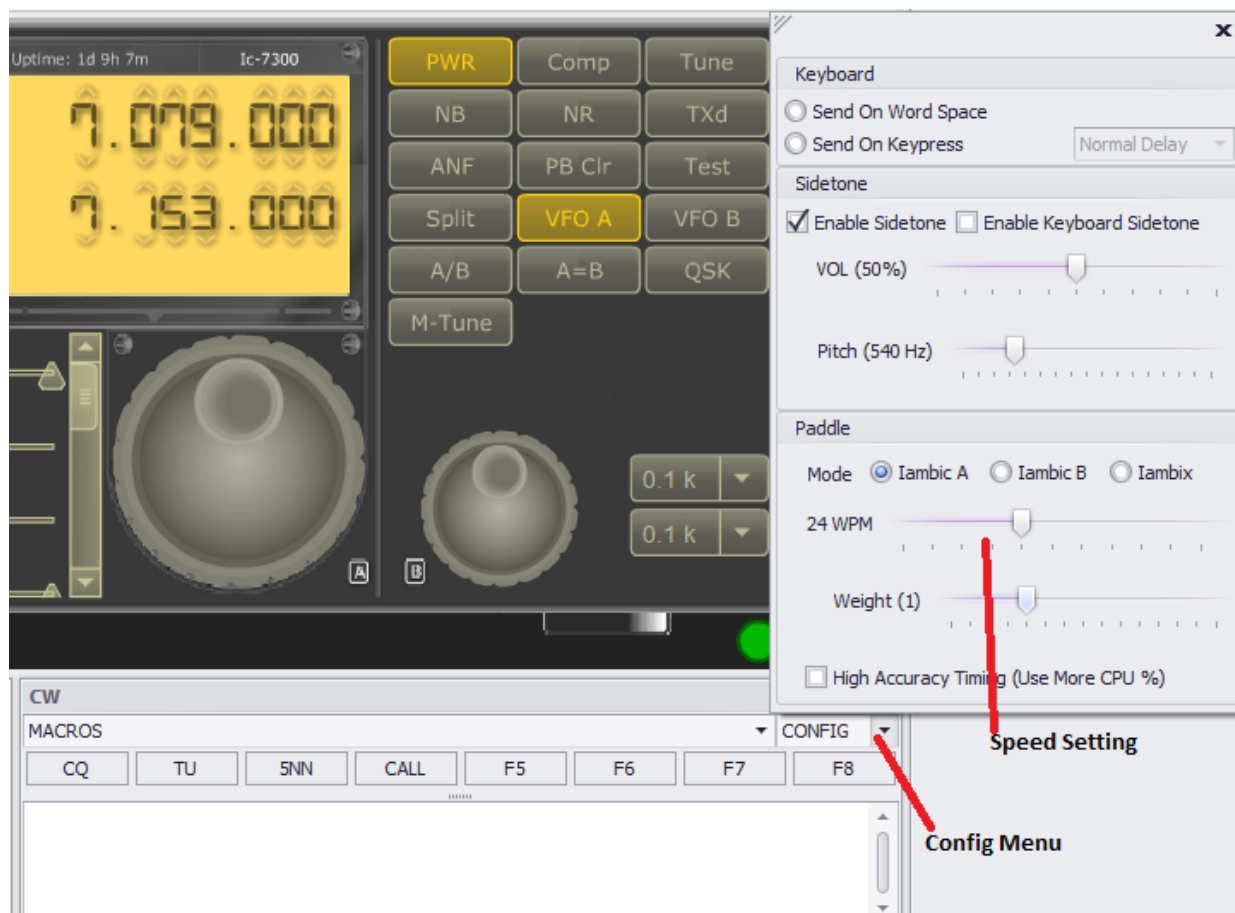 Uptime: 1d 9h 7m Ic-7300
7.079.000
7.153.000
PWR Comp Tune
NB NR TXd
ANF PB Clr Test
Split VFO A VFO B
A/B A=B QSK
M-Tune
0.1 k
0.1 k
A B
x
Keyboard
Send On Word Space
Send On Keypress Normal Delay
Sidetone
Enable Sidetone Enable Keyboard Sidetone
VOL (50%)
Pitch (540 Hz)
Paddle
Mode Iambic A Iambic B Iambix
24 WPM
Weight (1)
High Accuracy Timing (Use More CPU %)
CW
MACROS CONFIG
CQ TU 5NN CALL F5 F6 F7 F8
Speed Setting
Config Menu